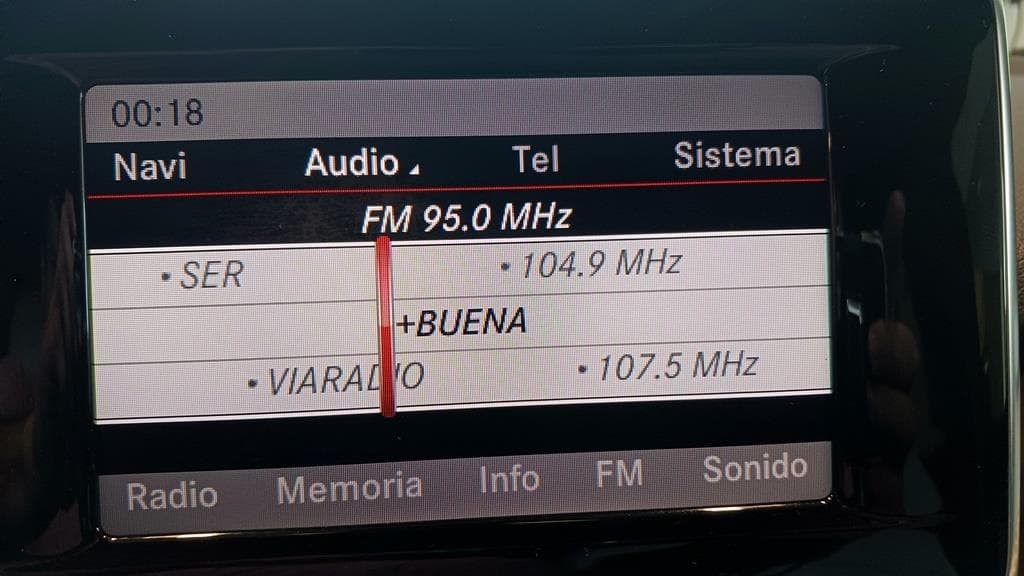 00:18
Navi Audio Tel Sistema
FM 95.0 MHz
• SER • 104.9 MHz
+BUENA
• VIARADIO • 107.5 MHz
Radio Memoria Info FM Sonido